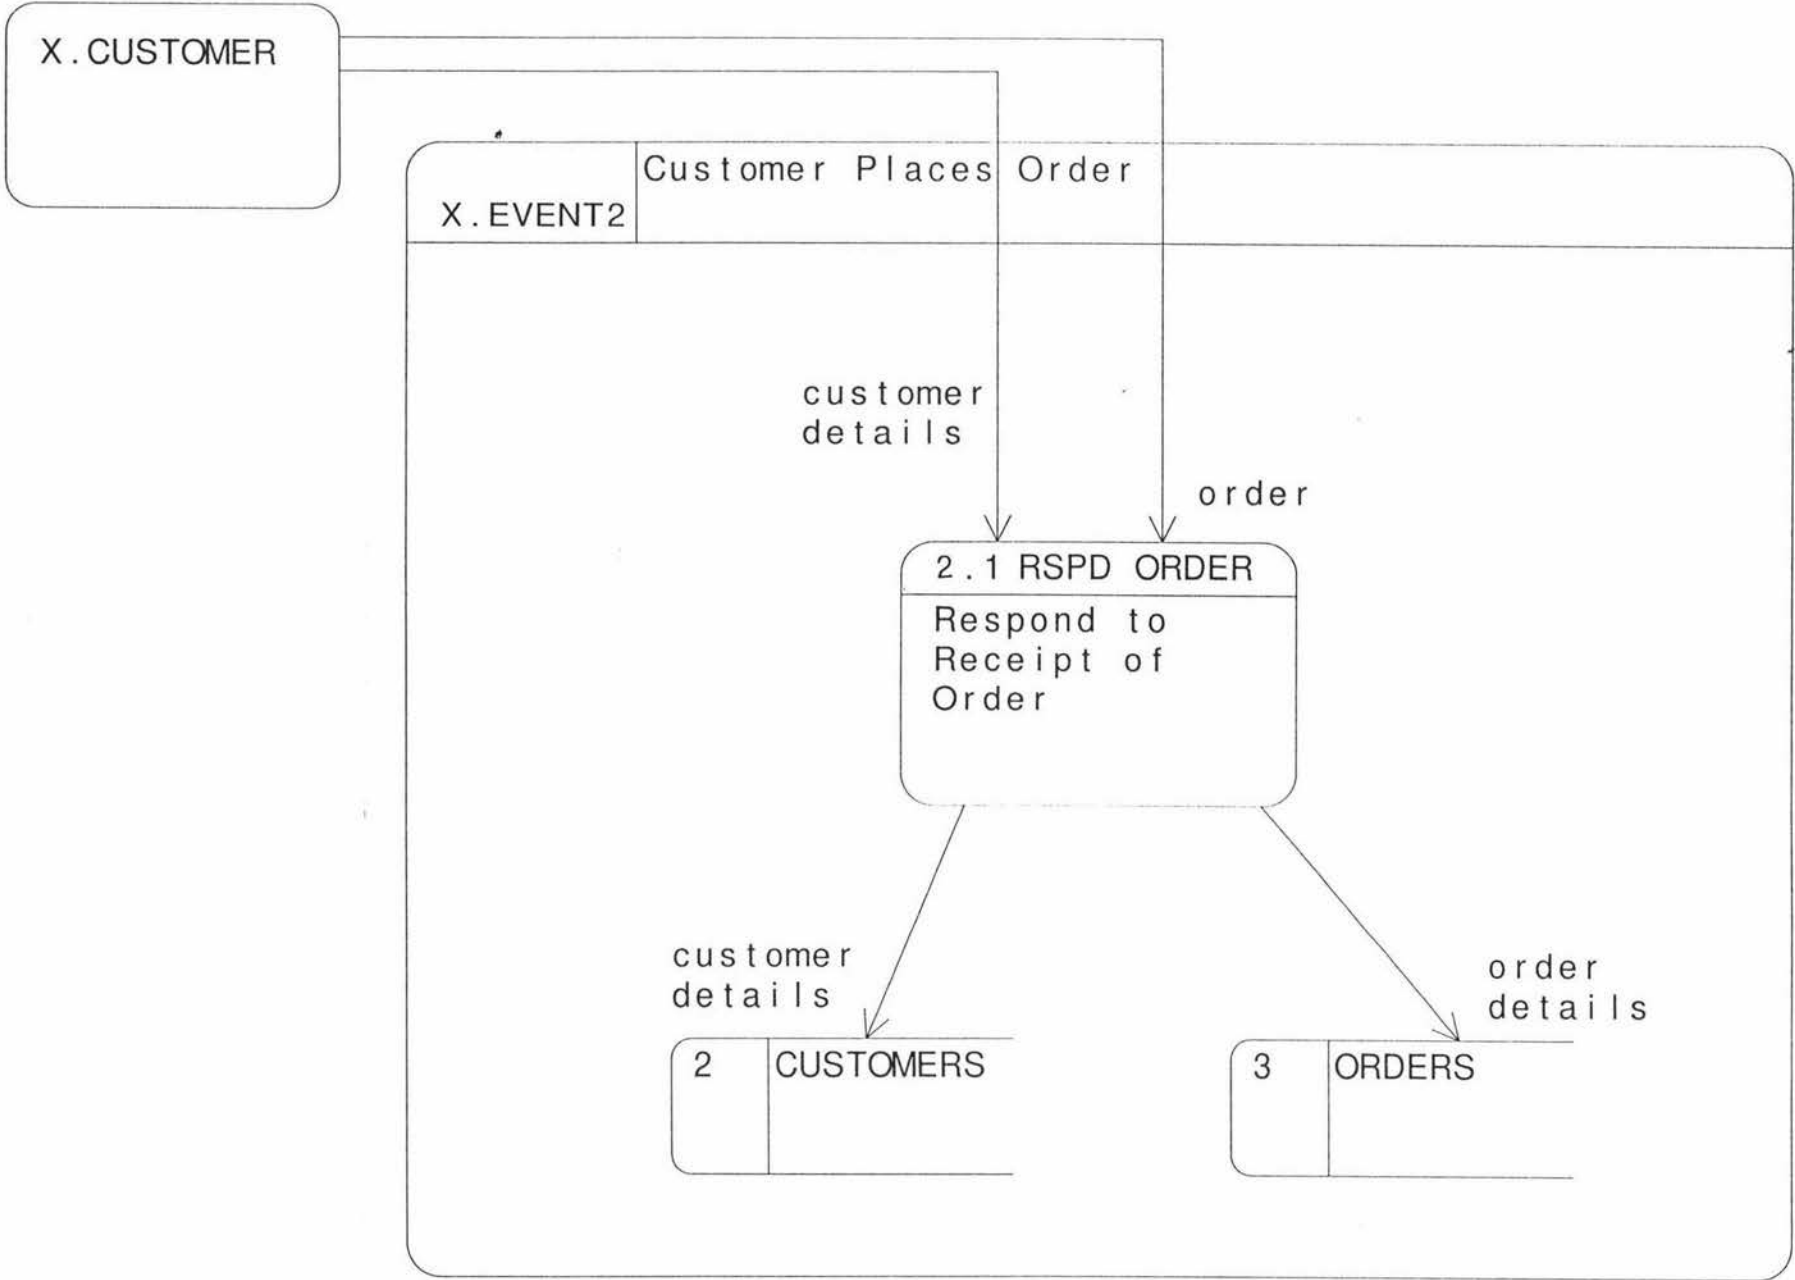 X.CUSTOMER
Customer Places Order
X.EVENT2
customer
details
order
2.1 RSPD ORDER
Respond to
Receipt of
Order
customer
details
order
details
2 CUSTOMERS
3 ORDERS